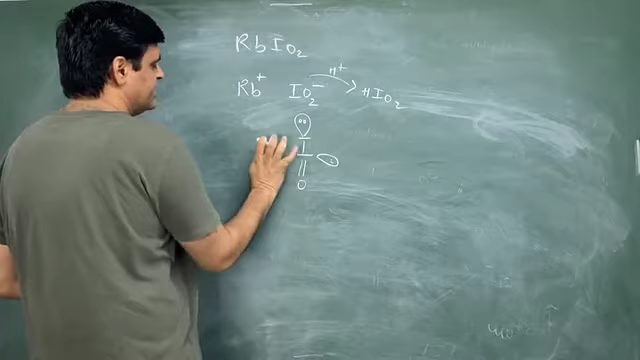 RbIO₂
Rb⁺ IO₂⁻ H⁺ HIO₂
I
O